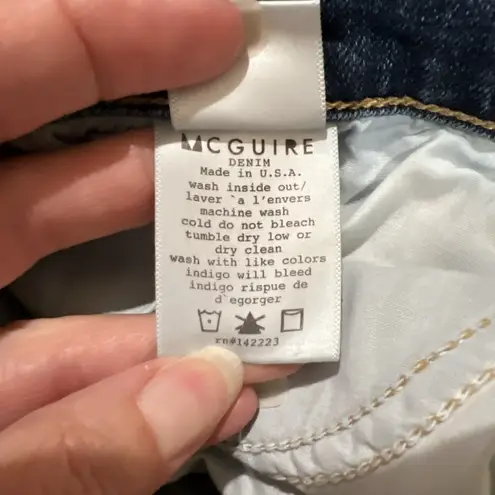 MCGUIRE
DENIM
Made in U.S.A.
wash inside out/
laver `a l'envers
machine wash
cold do not bleach
tumble dry low or
dry clean
wash with like colors
indigo will bleed
indigo rispue de
d`egorger
rn#142223